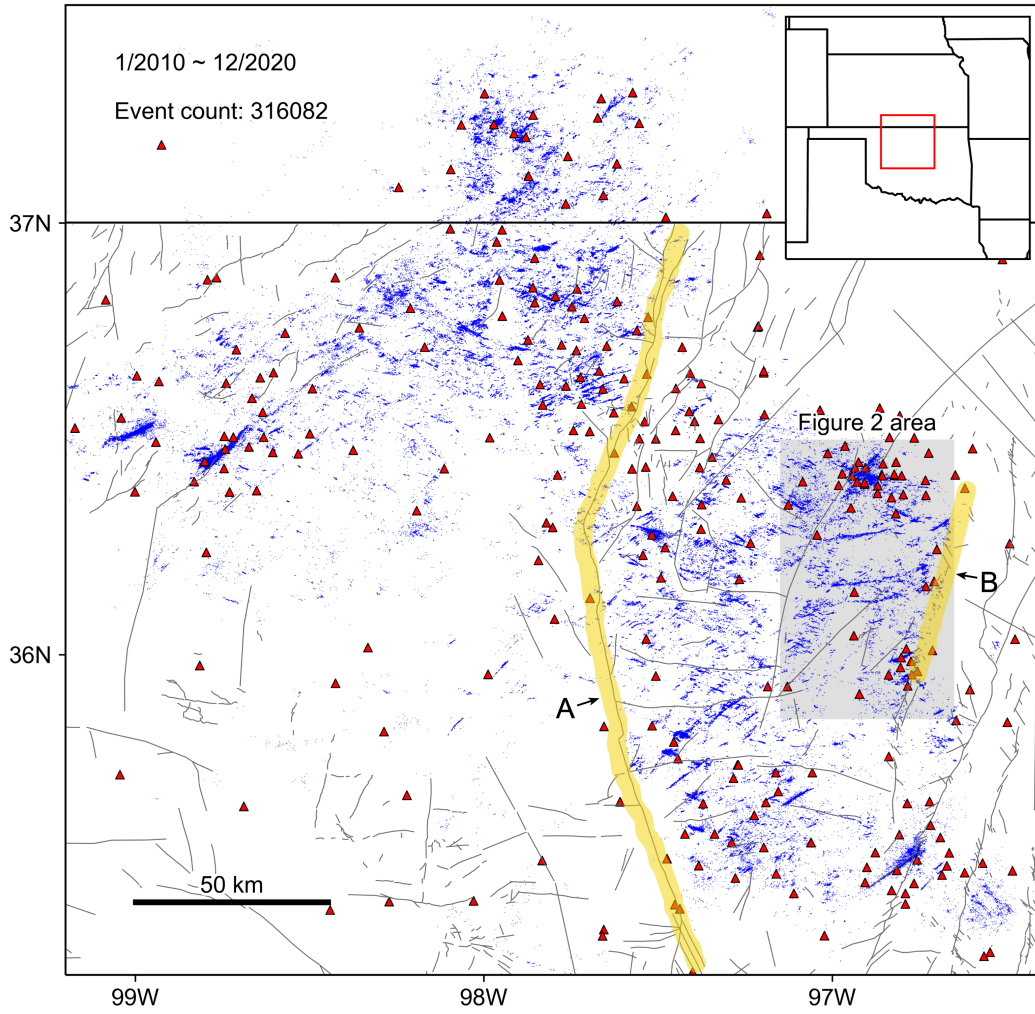 1/2010 ~ 12/2020
Event count: 316082
37N
Figure 2 area
B
36N
A
50 km
99W
98W
97W